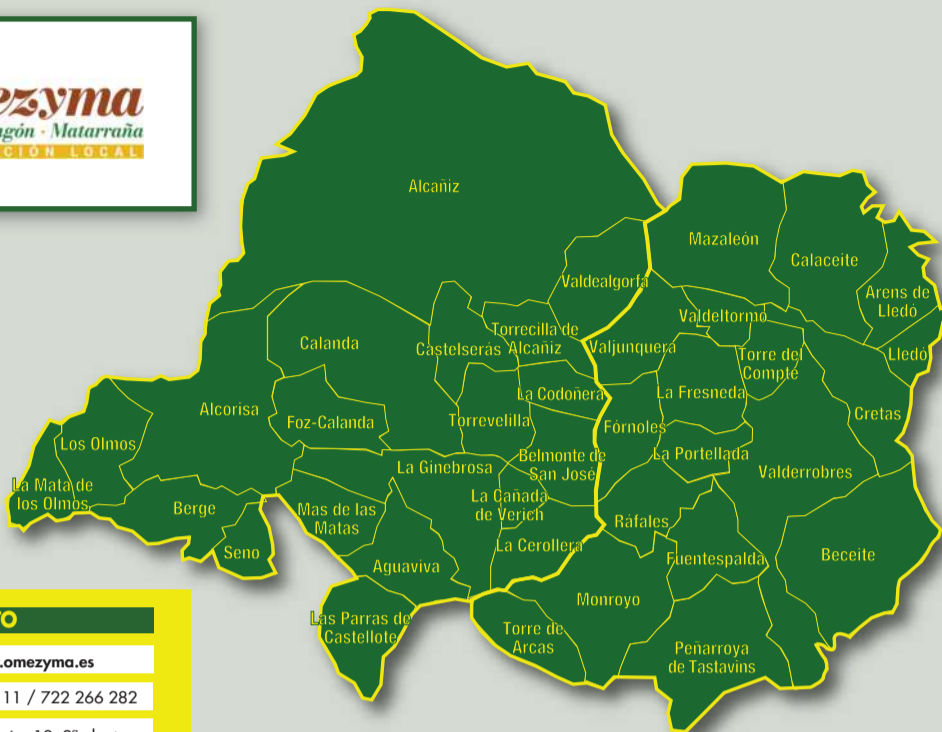 ezyma
agón · Matarraña
CIÓN LOCAL
Alcañiz
Mazaleón
Calaceite
Valdealgorfa
Arens de
Lledó
Valdeltormo
Calanda
Castelserás
Torrecilla de
Alcañiz
Valjunquera
Torre del
Compte
Lledó
La Codoñera
La Fresneda
Alcorisa
Foz-Calanda
Torrevelilla
Fórnoles
Cretas
Los Olmos
La Ginebrosa
Belmonte de
San José
La Portellada
Valderrobres
La Mata de
los Olmos
Berge
Mas de las
Matas
La Cañada
de Verich
Ráfales
Seno
Aguaviva
La Cerollera
Fuentespalda
Beceite
Las Parras de
Castellote
Monroyo
Torre de
Arcas
Peñarroya
de Tastavins
TO
.omezyma.es
11 / 722 266 282